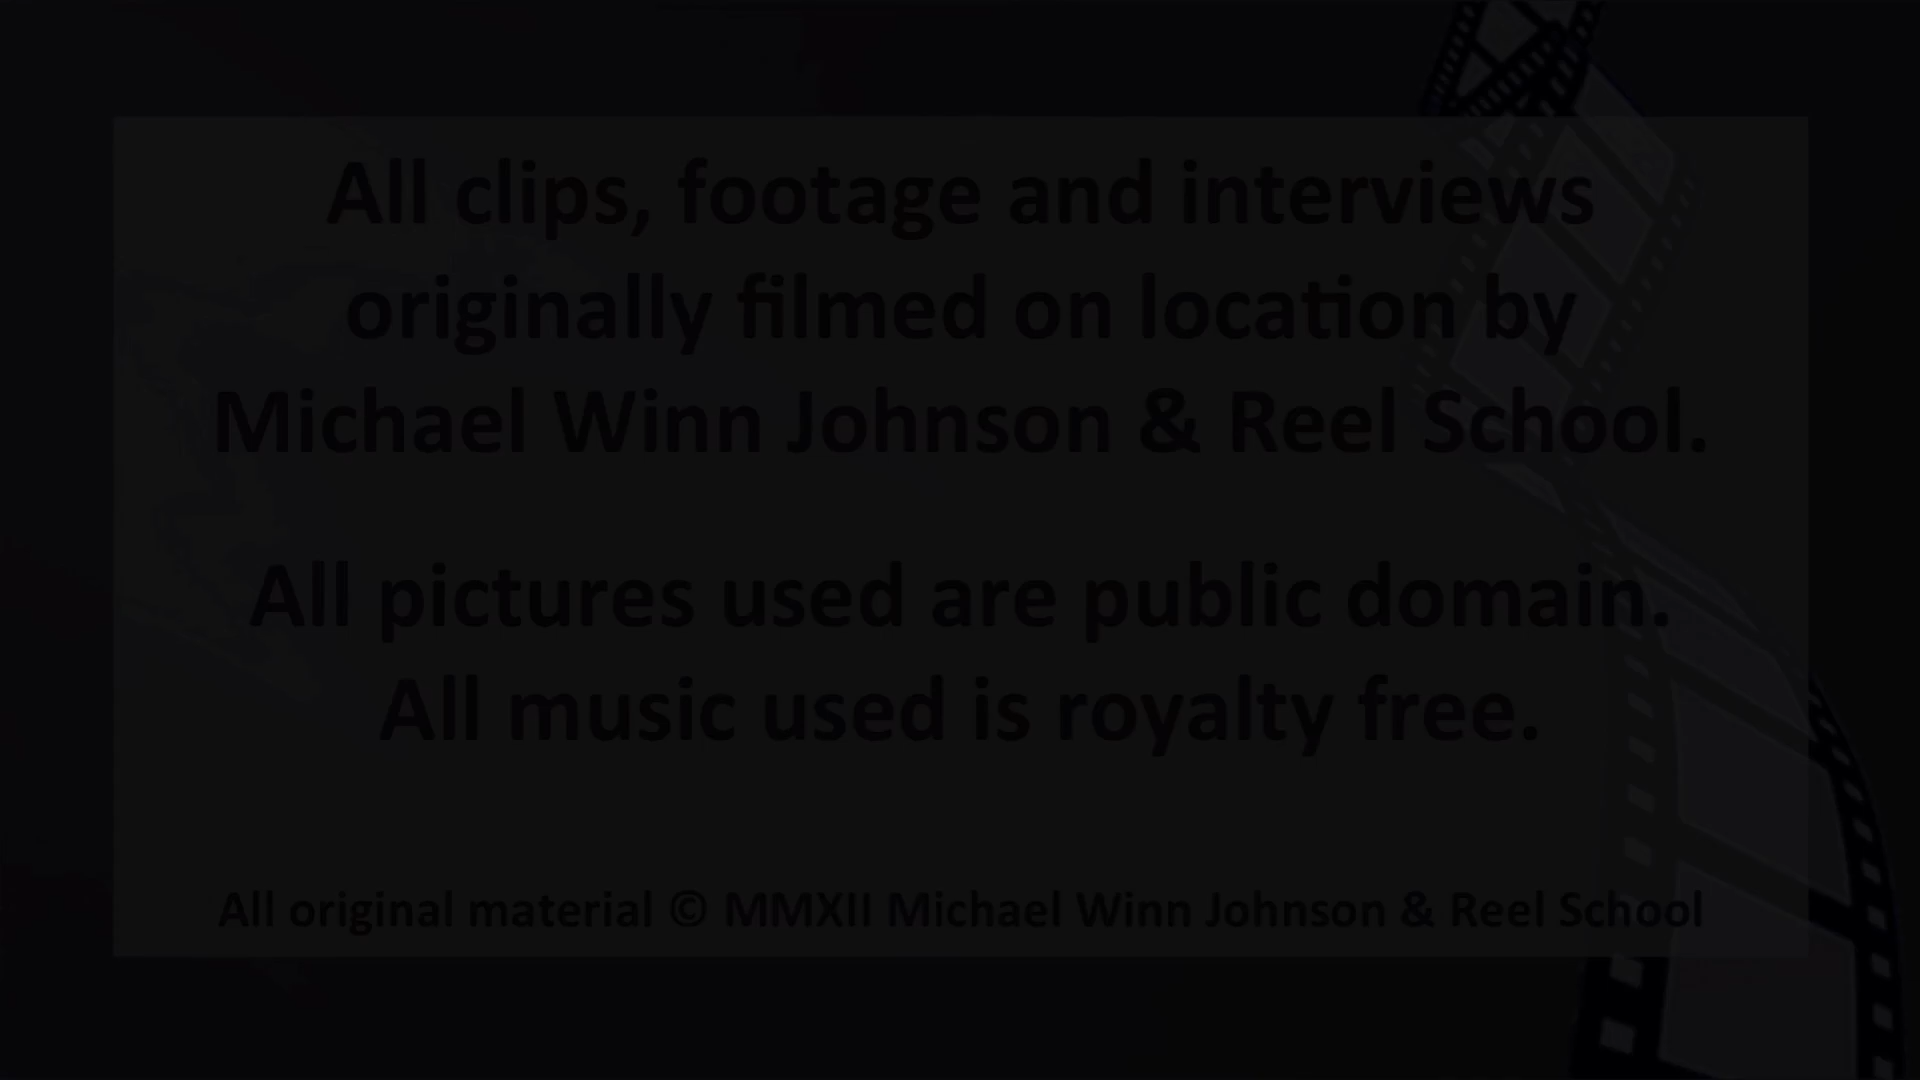 All clips, footage and interviews
originally filmed on location by
Michael Winn Johnson & Reel School.
All pictures used are public domain.
All music used is royalty free.
All original material © MMXII Michael Winn Johnson & Reel School